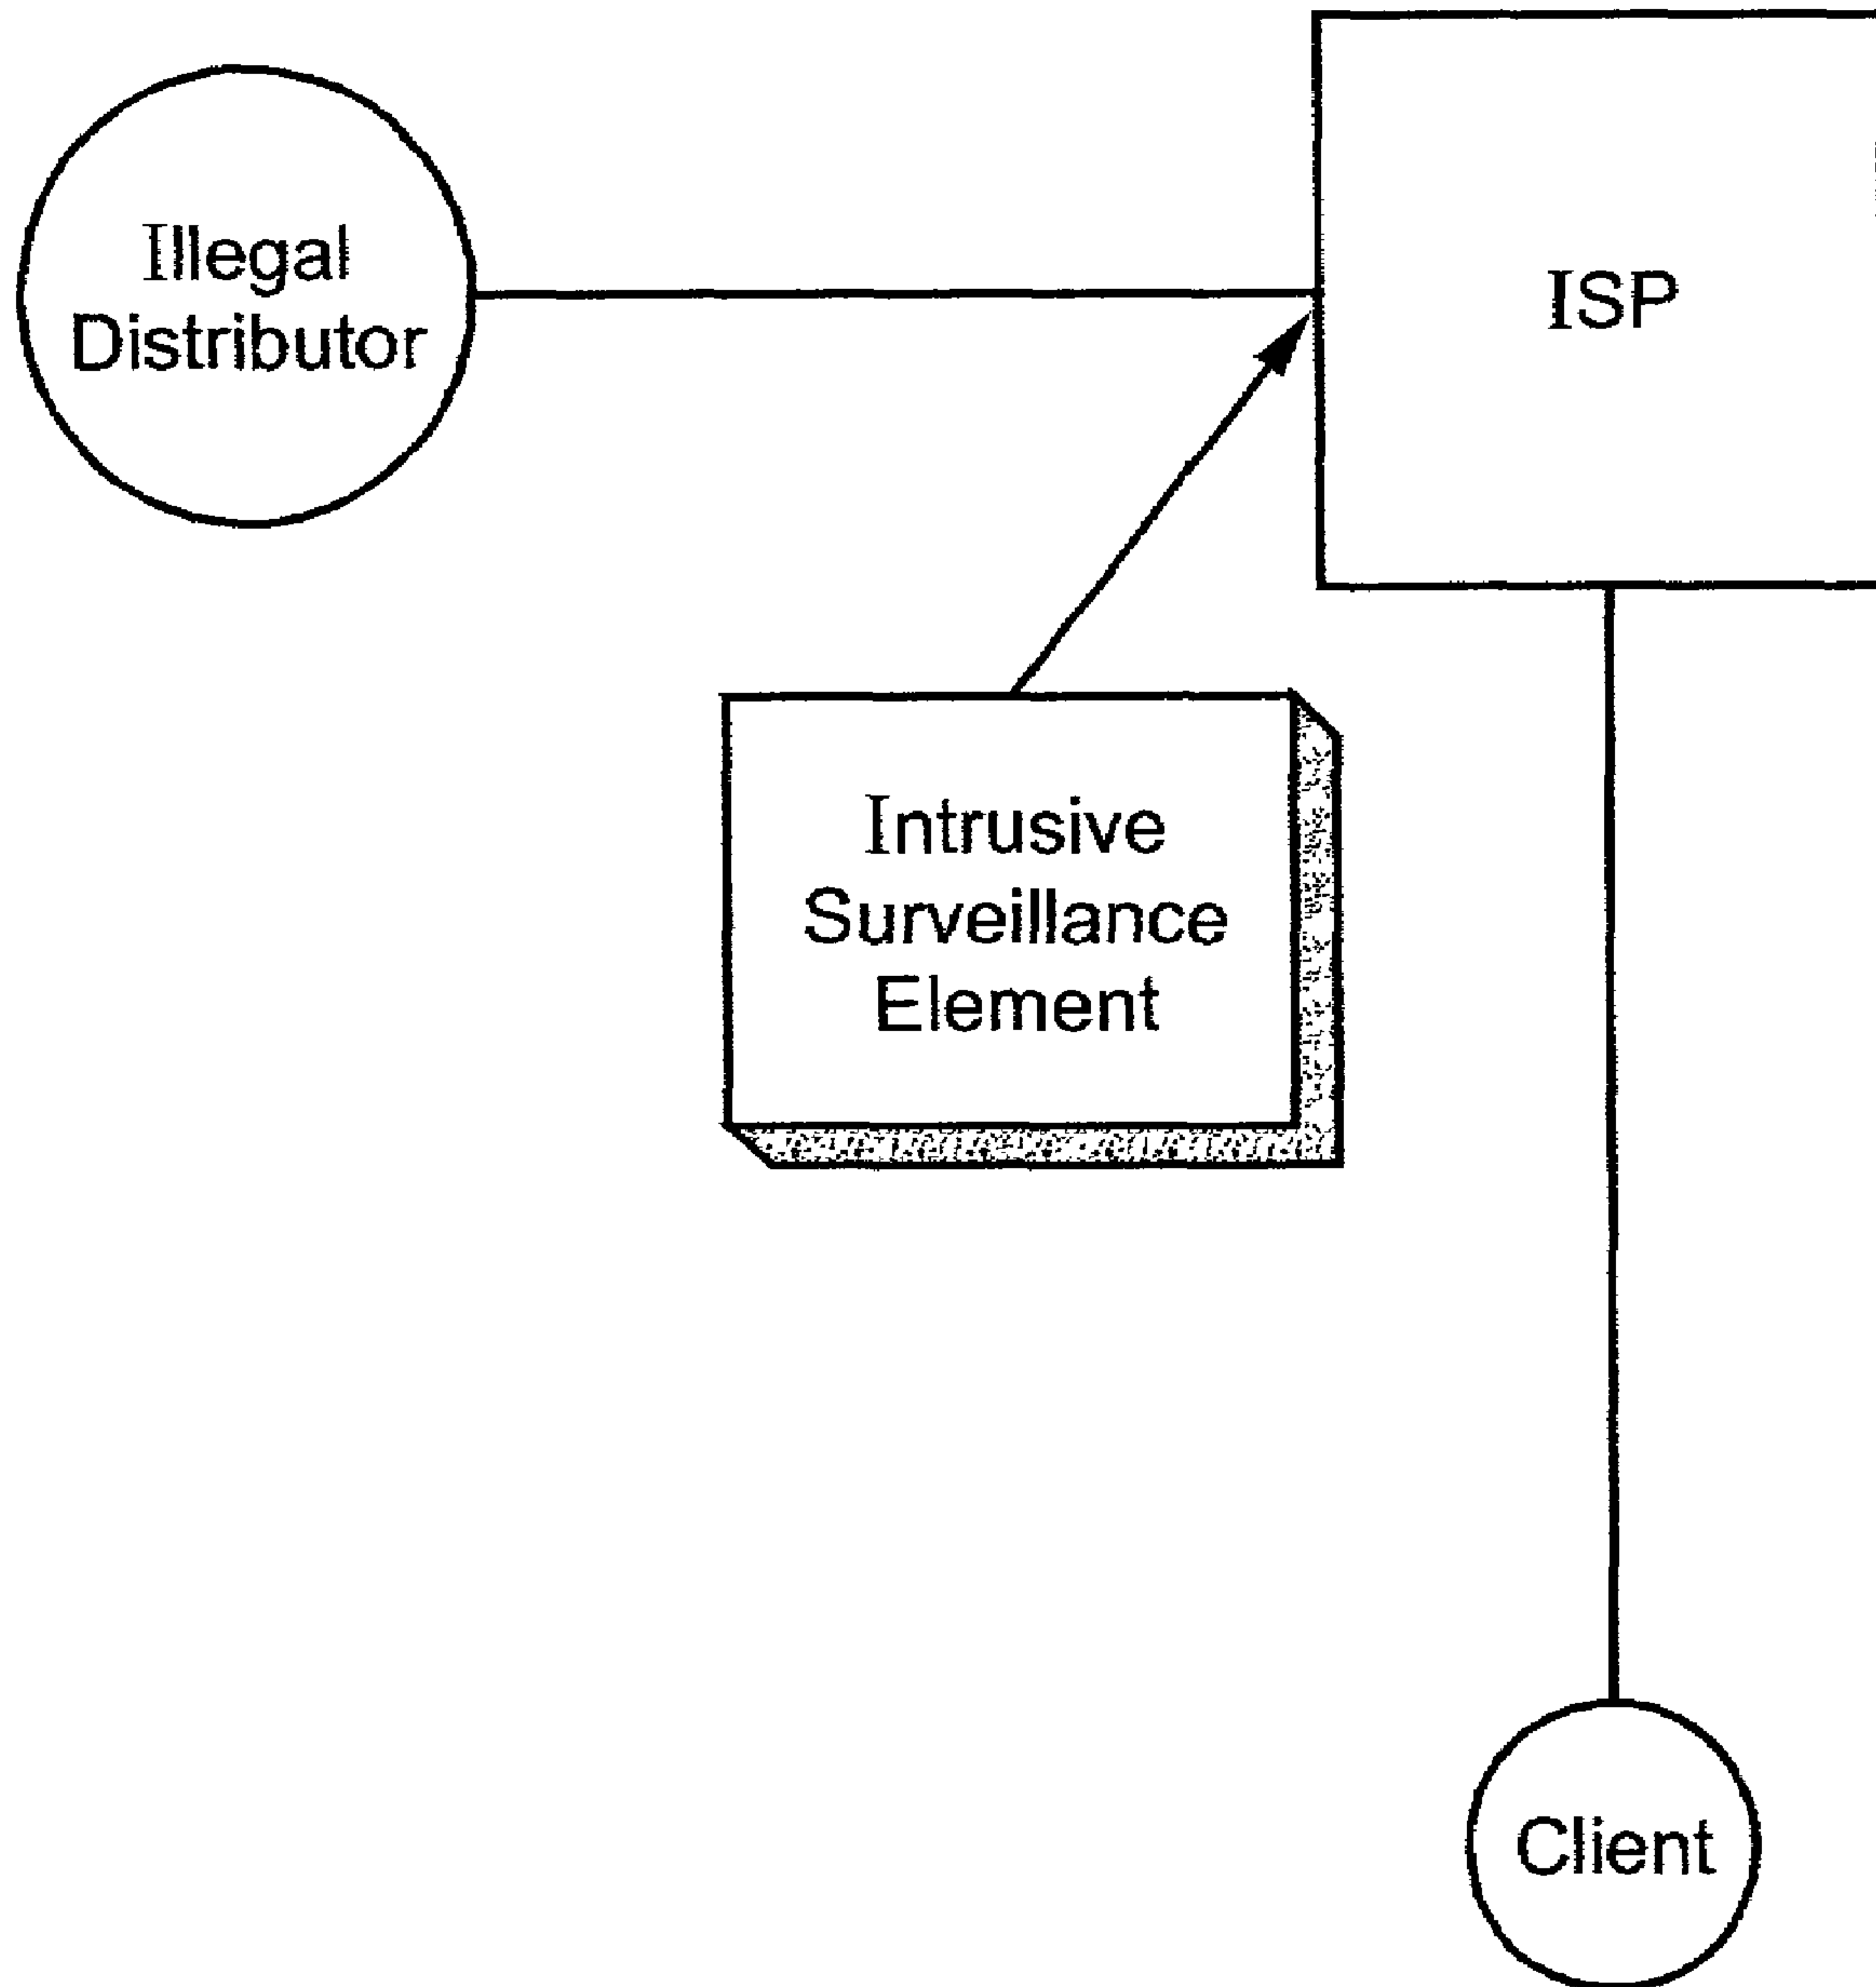 Illegal
Distributor
ISP
Intrusive
Surveillance
Element
Client